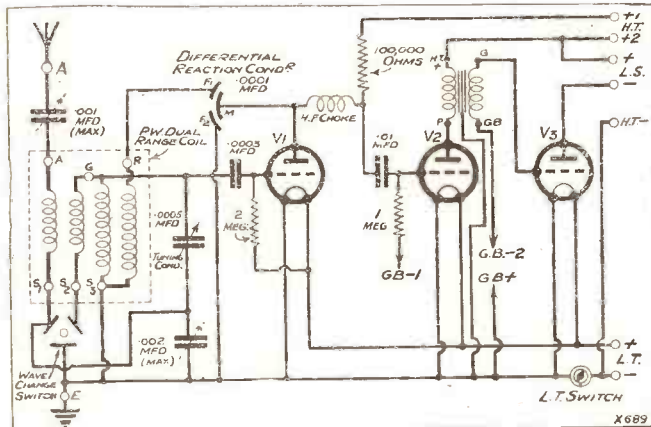 +1
H.T.
+2
+
L.S.
-
H.T-
A
.001
MFD
(MAX)
DIFFERENTIAL
REACTION CONDR
.0001
MFD
F1
M
F2
H.F CHOKE
100,000
OHMS
H.T
+
G
P
GB
P.W. DUAL
RANGE COIL
A
G
R
.0003
MFD
V1
.01
MFD
V2
V3
.0005
MFD
TUNING
COND.
2
MEG.
1
MEG
G.B-1
G.B.-2
GB+
S1
S2
S3
.002
MFD
(MAX)
WAVE
CHANGE
SWITCH
E
+
L.T.
-
L.T. SWITCH
X689